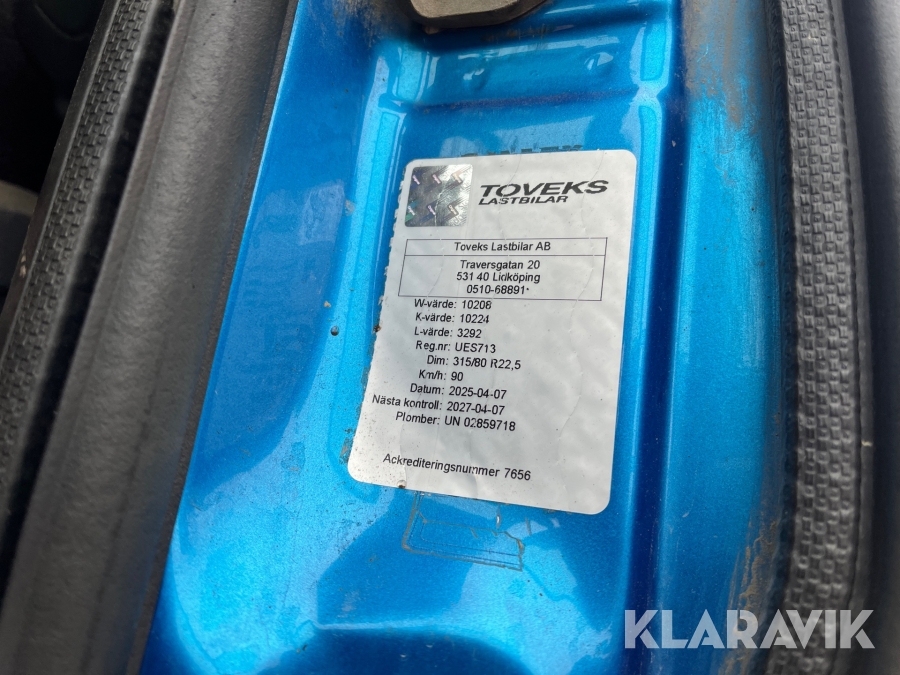 TOVEKS
LASTBILAR
Toveks Lastbilar AB
Traversgatan 20
531 40 Lidköping
0510-68891
W-värde: 10206
K-värde: 10224
L-värde: 3292
Reg.nr: UES713
Dim: 315/80 R22,5
Km/h: 90
Datum: 2025-04-07
Nästa kontroll: 2027-04-07
Plomber: UN 02859718
Ackrediteringsnummer 7656
KLARAVIK